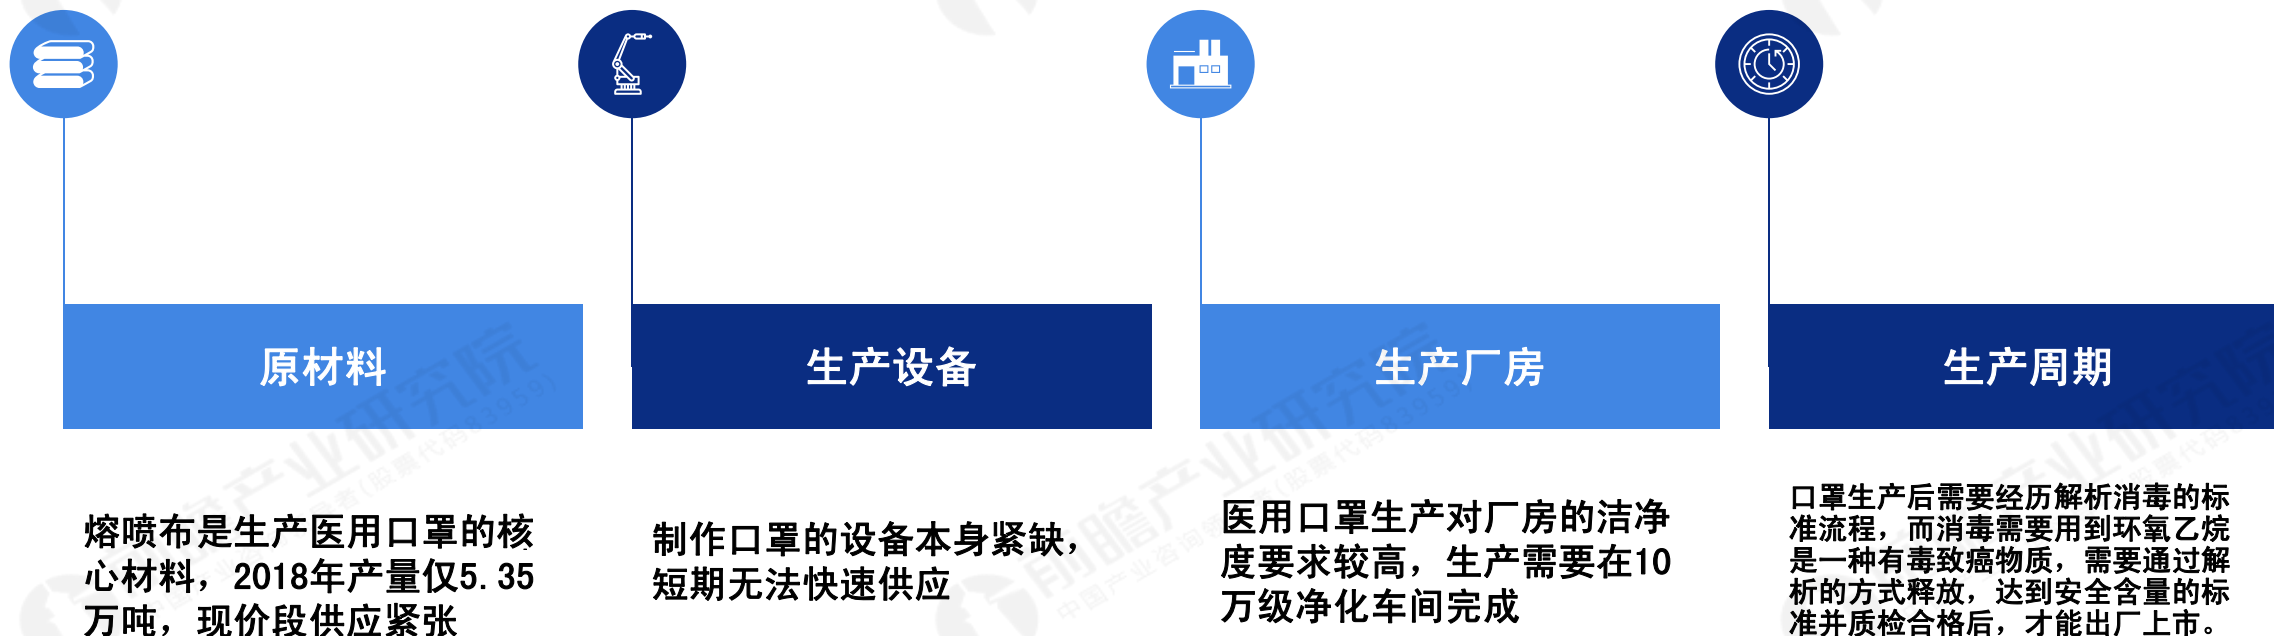 原材料
生产设备
生产厂房
生产周期
熔喷布是生产医用口罩的核
心材料，2018年产量仅5.35
万吨，现价段供应紧张
制作口罩的设备本身紧缺，
短期无法快速供应
医用口罩生产对厂房的洁净
度要求较高，生产需要在10
万级净化车间完成
口罩生产后需要经历解析消毒的标
准流程，而消毒需要用到环氧乙烷
是一种有毒致癌物质，需要通过解
析的方式释放，达到安全含量的标
准并质检合格后，才能出厂上市。